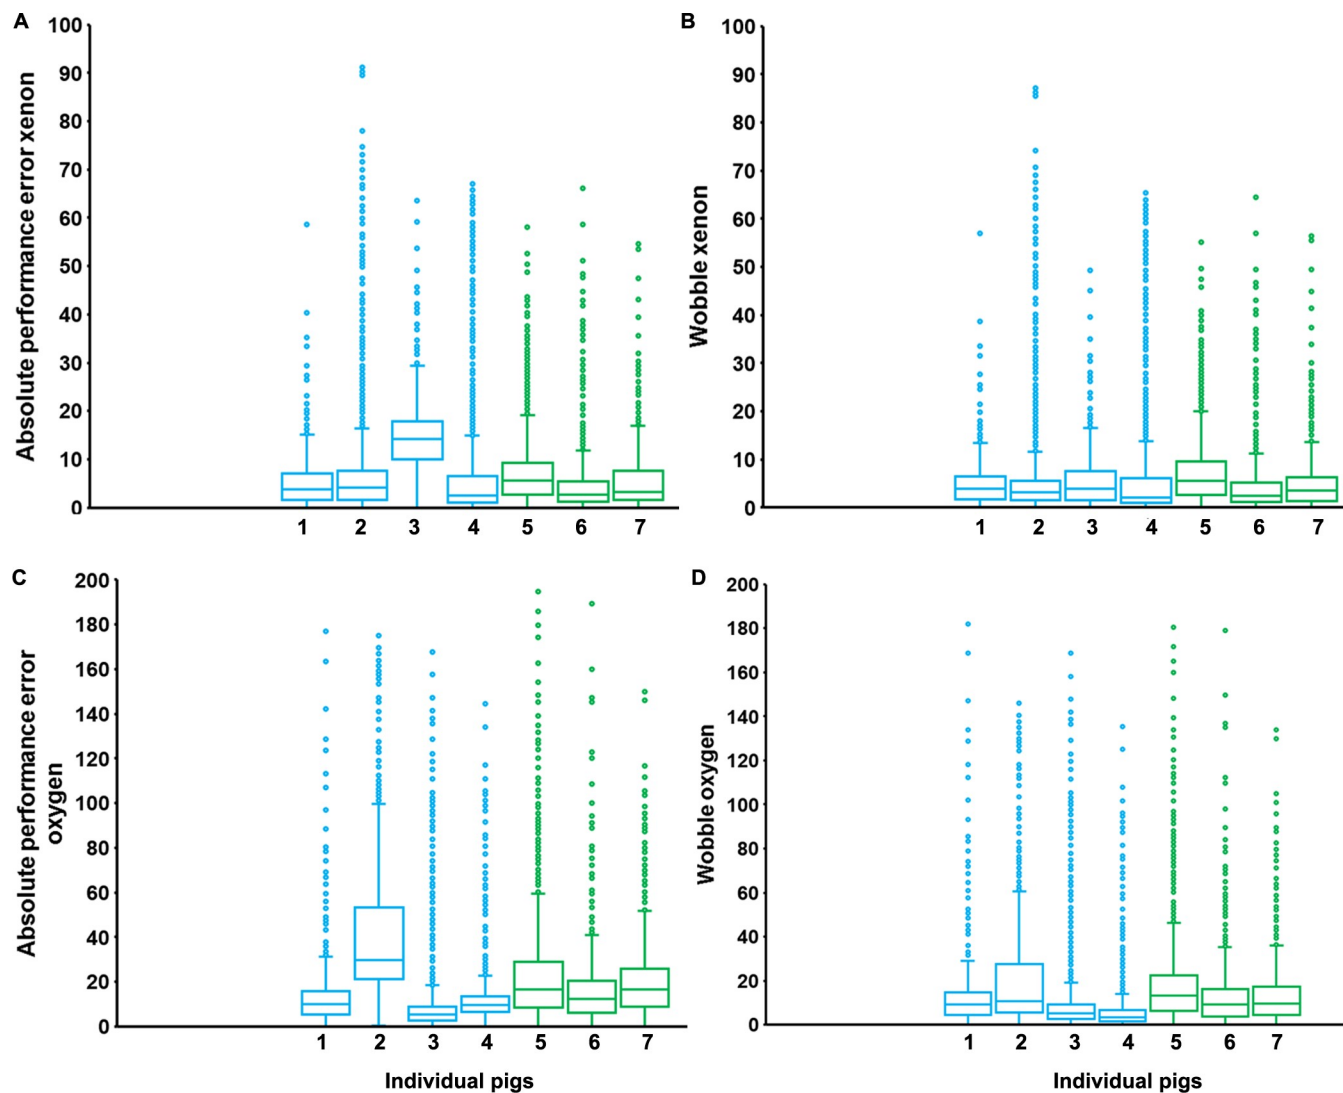 A
Absolute performance error xenon
100
90
80
70
60
50
40
30
20
10
0
1 2 3 4 5 6 7
B
Wobble xenon
100
90
80
70
60
50
40
30
20
10
0
1 2 3 4 5 6 7
C
Absolute performance error
oxygen
200
180
160
140
120
100
80
60
40
20
0
1 2 3 4 5 6 7
Individual pigs
D
Wobble oxygen
200
180
160
140
120
100
80
60
40
20
0
1 2 3 4 5 6 7
Individual pigs